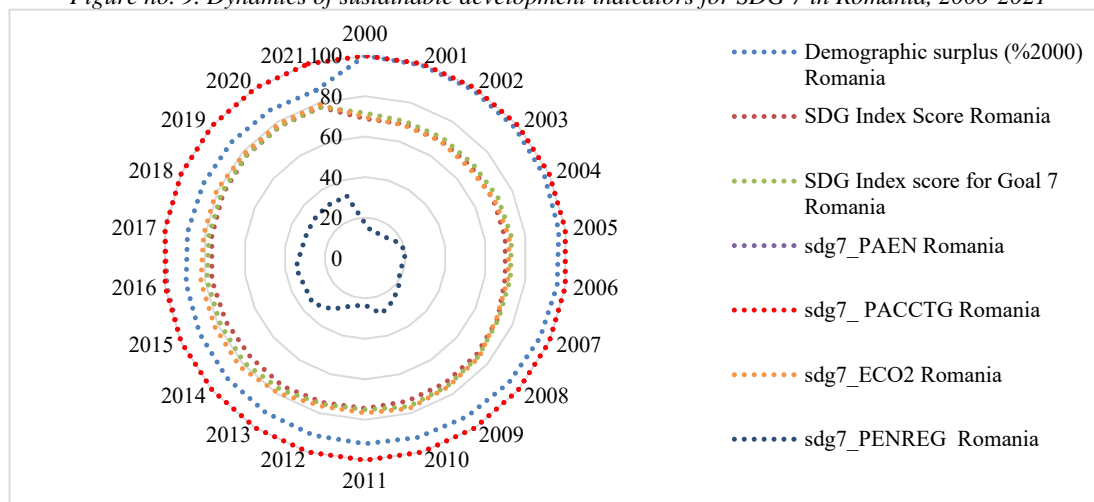 Figure no. 9. Dynamics of sustainable development indicators for SDG 7 in Romania, 2000-2021
2000
2001
2002
2003
2004
2005
2006
2007
2008
2009
2010
2011
2012
2013
2014
2015
2016
2017
2018
2019
2020
2021
100
80
60
40
20
0
Demographic surplus (%2000)
Romania
SDG Index Score Romania
SDG Index score for Goal 7
Romania
sdg7_PAEN Romania
sdg7_ PACCTG Romania
sdg7_ECO2 Romania
sdg7_PENREG Romania